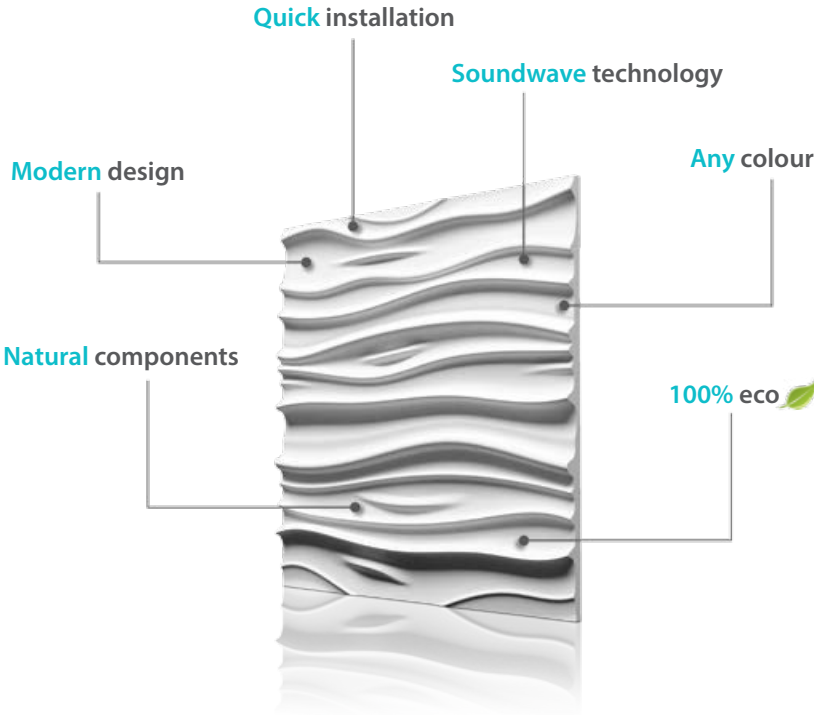 Quick installation
Soundwave technology
Any colour
Modern design
Natural components
100% eco